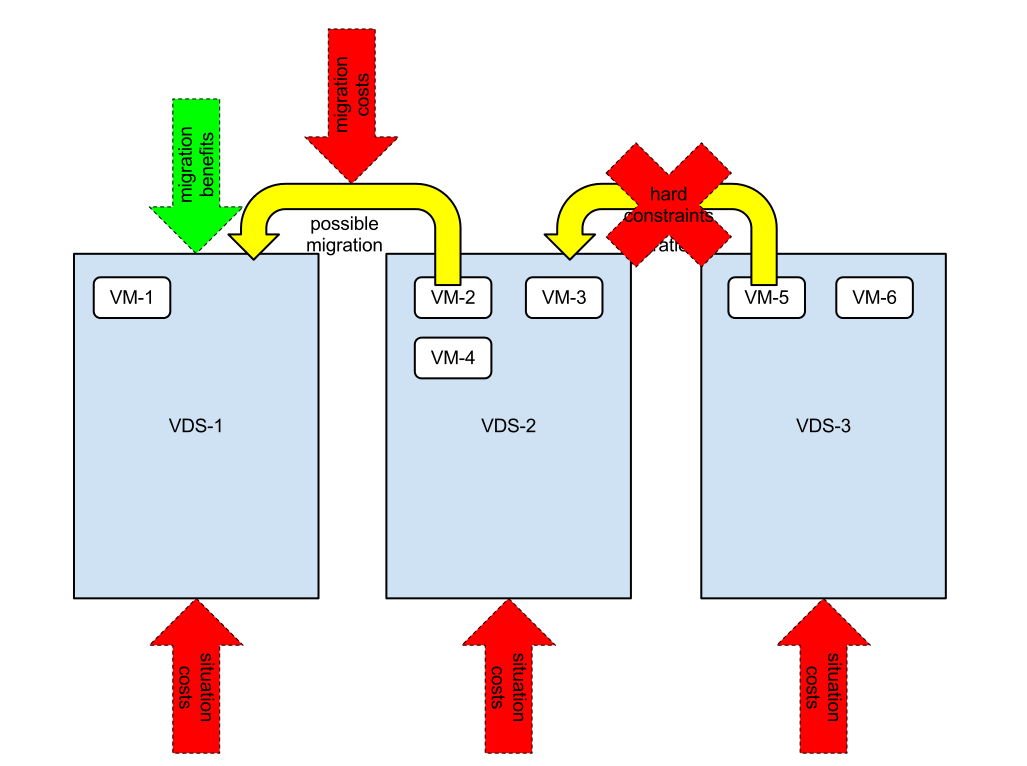 migration
costs
migration
benefits
possible
migration
hard
constraints
VM-1
VM-2
VM-3
VM-4
VM-5
VM-6
VDS-1
VDS-2
VDS-3
situation
costs
situation
costs
situation
costs